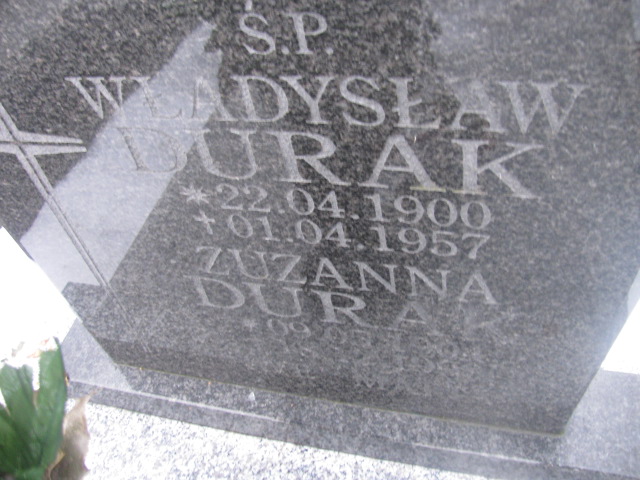 Ś.P.
WŁADYSŁAW
DURAK
*22.04.1900
+01.04.1957
ZUZANNA
DURAK